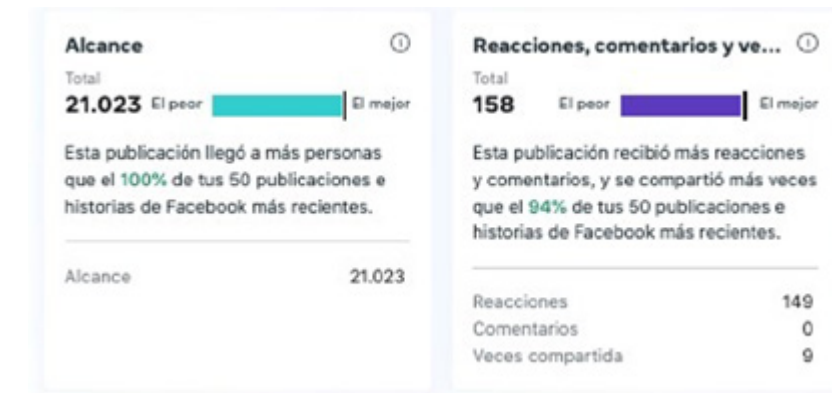 Alcance
Total
21.023 El peor El mejor
Esta publicación llegó a más personas
que el 100% de tus 50 publicaciones e
historias de Facebook más recientes.
Alcance 21.023
Reacciones, comentarios y ve...
Total
158 El peor El mejor
Esta publicación recibió más reacciones
y comentarios, y se compartió más veces
que el 94% de tus 50 publicaciones e
historias de Facebook más recientes.
Reacciones 149
Comentarios 0
Veces compartida 9